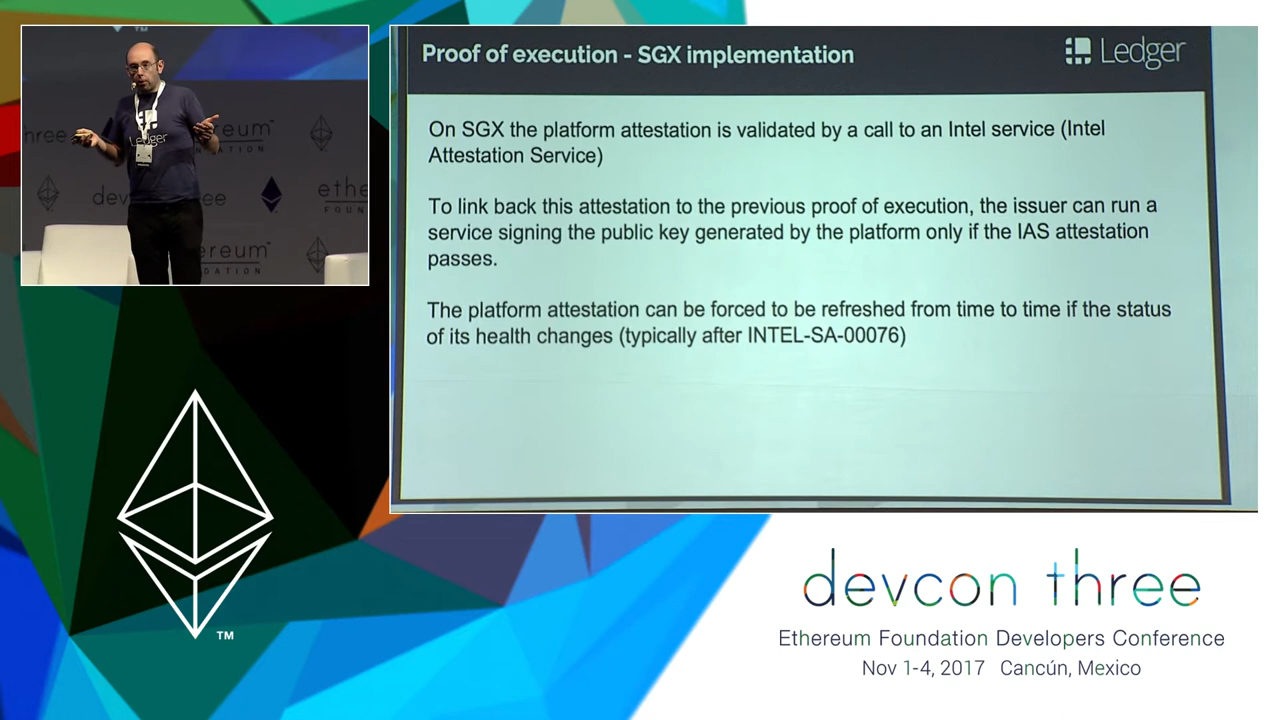 Proof of execution - SGX implementation
Ledger
On SGX the platform attestation is validated by a call to an Intel service (Intel
Attestation Service)
To link back this attestation to the previous proof of execution, the issuer can run a
service signing the public key generated by the platform only if the IAS attestation
passes.
The platform attestation can be forced to be refreshed from time to time if the status
of its health changes (typically after INTEL-SA-00076)
Ledger
TM
devcon three
Ethereum Foundation Developers Conference
Nov 1-4, 2017 Cancún, Mexico